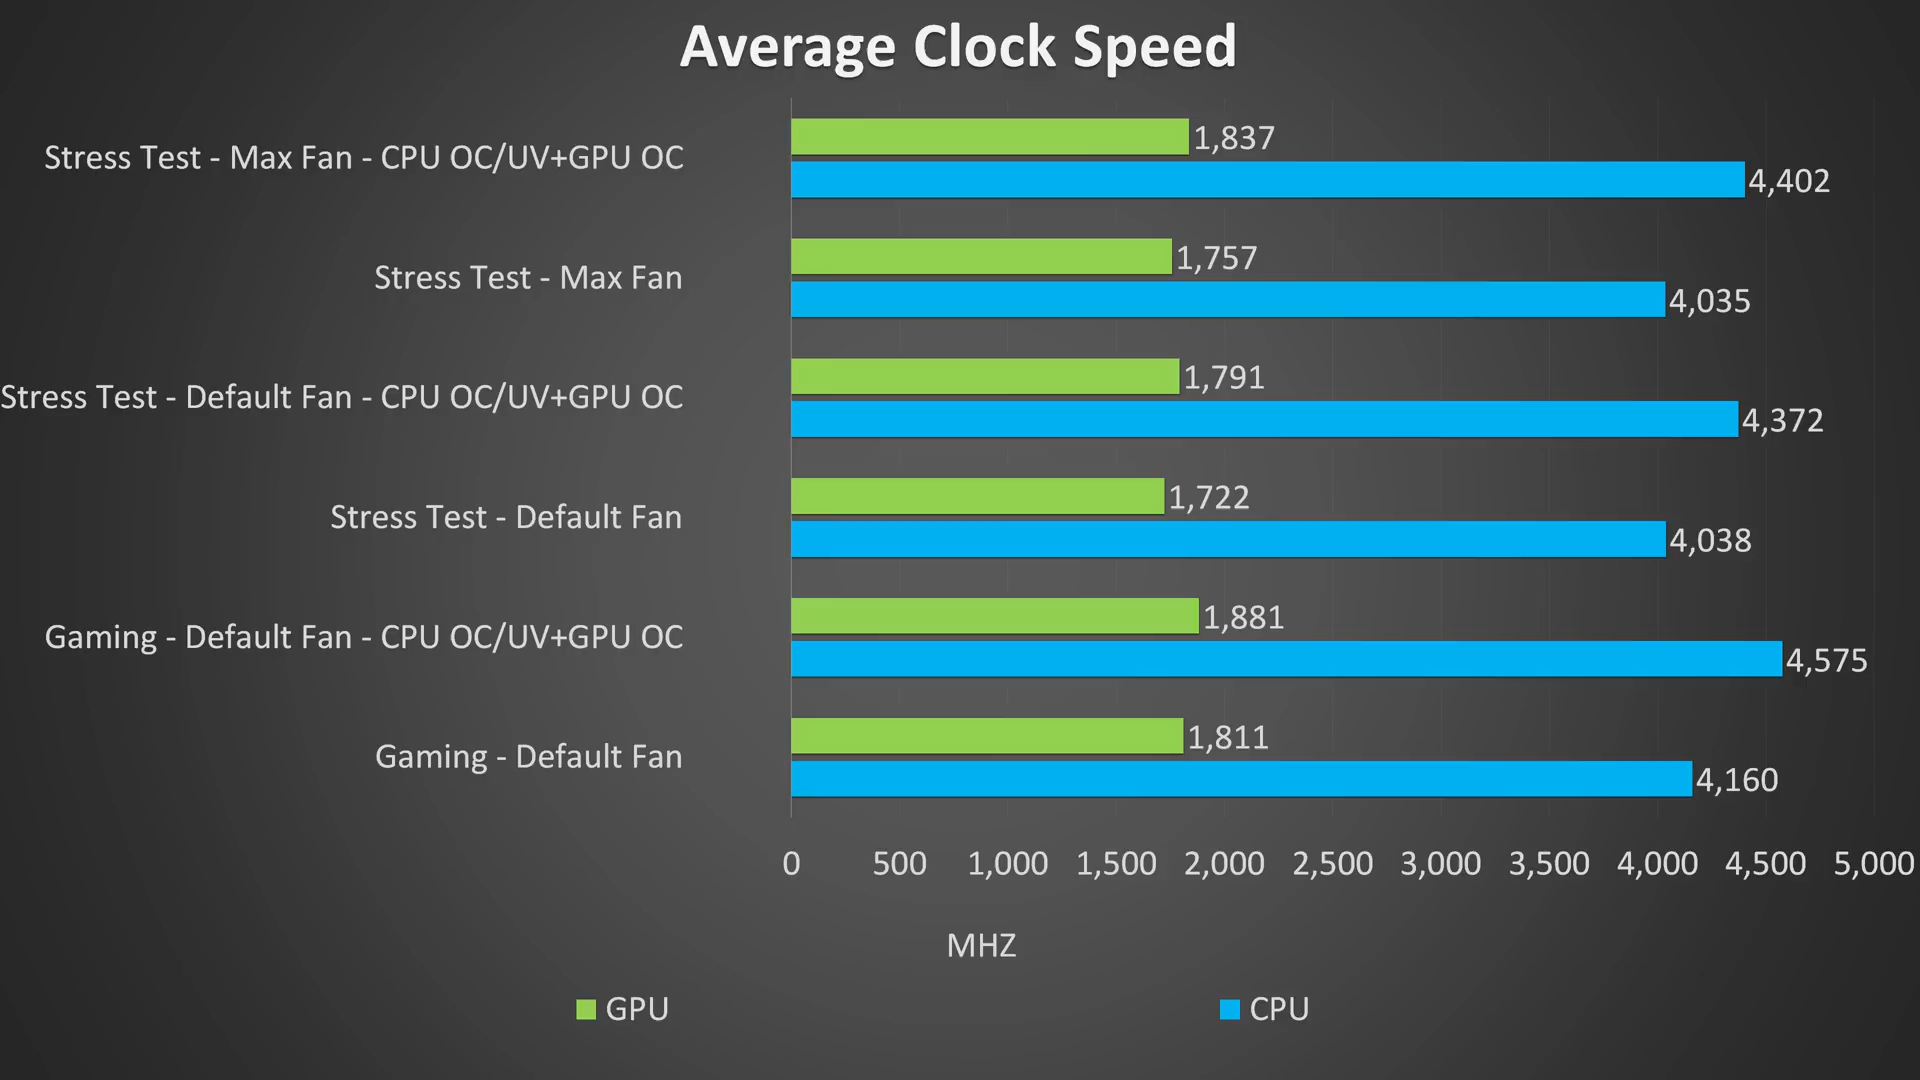 Average Clock Speed
Stress Test - Max Fan - CPU OC/UV+GPU OC
1,837
4,402
Stress Test - Max Fan
1,757
4,035
Stress Test - Default Fan - CPU OC/UV+GPU OC
1,791
4,372
Stress Test - Default Fan
1,722
4,038
Gaming - Default Fan - CPU OC/UV+GPU OC
1,881
4,575
Gaming - Default Fan
1,811
4,160
0 500 1,000 1,500 2,000 2,500 3,000 3,500 4,000 4,500 5,000
MHZ
GPU CPU